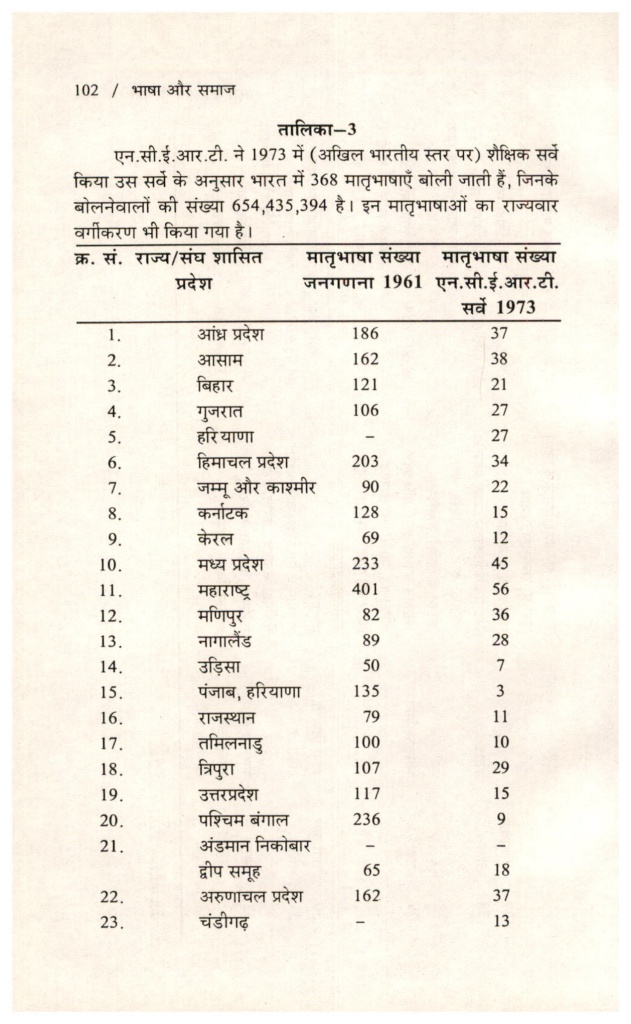 102 / भाषा और समाज
तालिका–3
एन.सी.ई.आर.टी. ने 1973 में (अखिल भारतीय स्तर पर) शैक्षिक सर्वे
किया उस सर्वे के अनुसार भारत में 368 मातृभाषाएँ बोली जाती हैं, जिनके
बोलनेवालों की संख्या 654,435,394 है। इन मातृभाषाओं का राज्यवार
वर्गीकरण भी किया गया है।
क्र. सं. राज्य/संघ शासित मातृभाषा संख्या मातृभाषा संख्या
प्रदेश जनगणना 1961 एन.सी.ई.आर.टी.
सर्वे 1973
1. आंध्र प्रदेश 186 37
2. आसाम 162 38
3. बिहार 121 21
4. गुजरात 106 27
5. हरियाणा – 27
6. हिमाचल प्रदेश 203 34
7. जम्मू और काश्मीर 90 22
8. कर्नाटक 128 15
9. केरल 69 12
10. मध्य प्रदेश 233 45
11. महाराष्ट्र 401 56
12. मणिपुर 82 36
13. नागालैंड 89 28
14. उड़िसा 50 7
15. पंजाब, हरियाणा 135 3
16. राजस्थान 79 11
17. तमिलनाडु 100 10
18. त्रिपुरा 107 29
19. उत्तरप्रदेश 117 15
20. पश्चिम बंगाल 236 9
21. अंडमान निकोबार – –
द्वीप समूह 65 18
22. अरुणाचल प्रदेश 162 37
23. चंडीगढ़ – 13